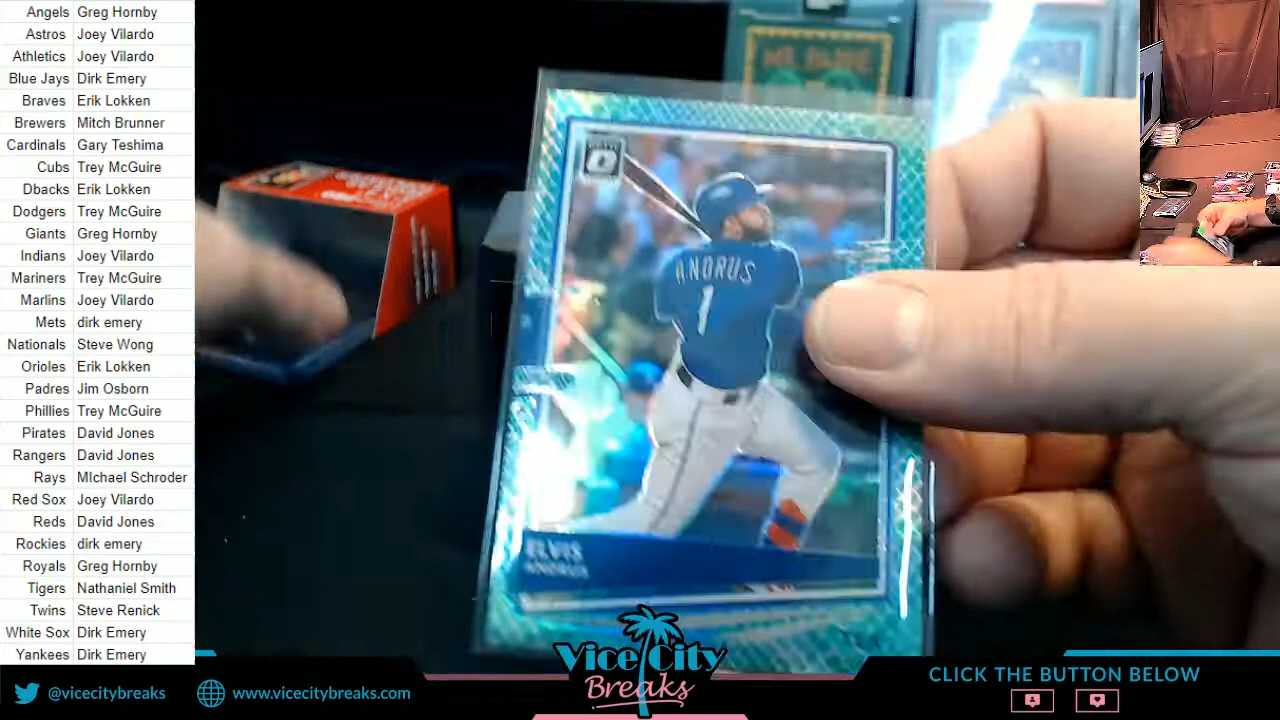 Angels Greg Hornby
Astros Joey Vilardo
Athletics Joey Vilardo
Blue Jays Dirk Emery
Braves Erik Lokken
Brewers Mitch Brunner
Cardinals Gary Teshima
Cubs Trey McGuire
Dbacks Erik Lokken
Dodgers Trey McGuire
Giants Greg Hornby
Indians Joey Vilardo
Mariners Trey McGuire
Marlins Joey Vilardo
Mets dirk emery
Nationals Steve Wong
Orioles Erik Lokken
Padres Jim Osborn
Phillies Trey McGuire
Pirates David Jones
Rangers David Jones
Rays MIchael Schroder
Red Sox Joey Vilardo
Reds David Jones
Rockies dirk emery
Royals Greg Hornby
Tigers Nathaniel Smith
Twins Steve Renick
White Sox Dirk Emery
Yankees Dirk Emery
ANDRUS
1
ELVIS
ANDRUS
Vice City
Breaks
@vicecitybreaks
www.vicecitybreaks.com
CLICK THE BUTTON BELOW